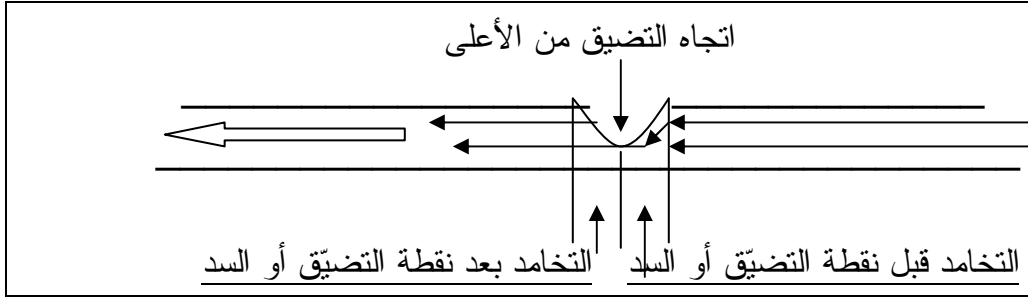 اتجاه التضيق من الأعلى
التخامد قبل نقطة التضيّق أو السد
التخامد بعد نقطة التضيّق أو السد